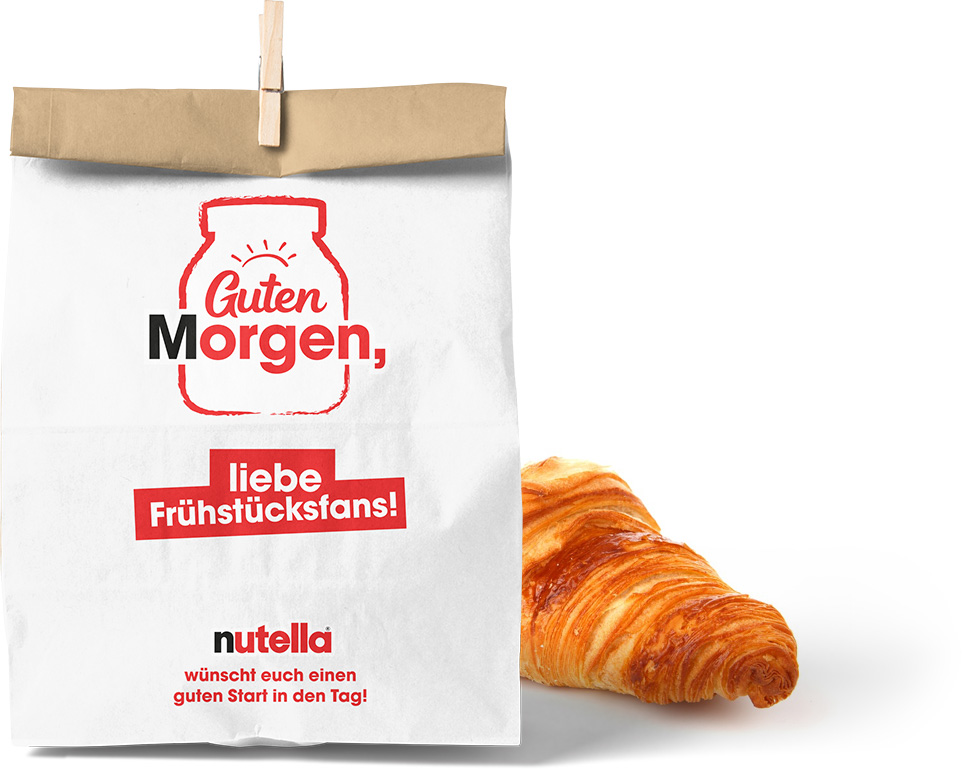 Guten
Morgen,
liebe
Frühstücksfans!
nutella®
wünscht euch einen
guten Start in den Tag!